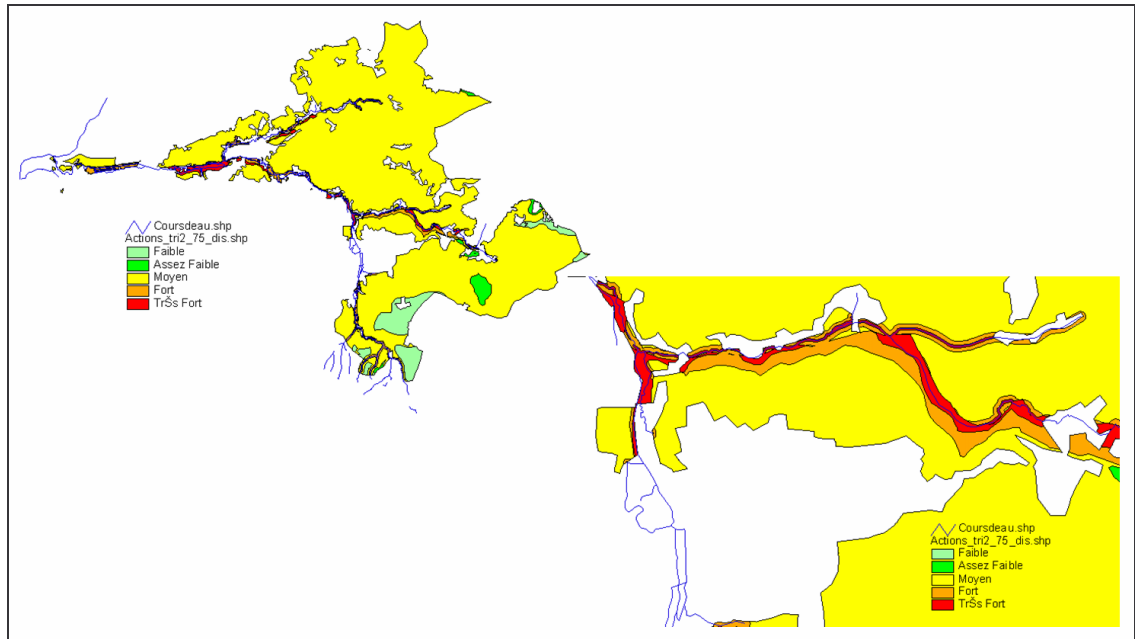 Coursdeau.shp
Actions_tri2_75_dis.shp
Faible
Assez Faible
Moyen
Fort
TrŠs Fort
Coursdeau.shp
Actions_tri2_75_dis.shp
Faible
Assez Faible
Moyen
Fort
TrŠs Fort